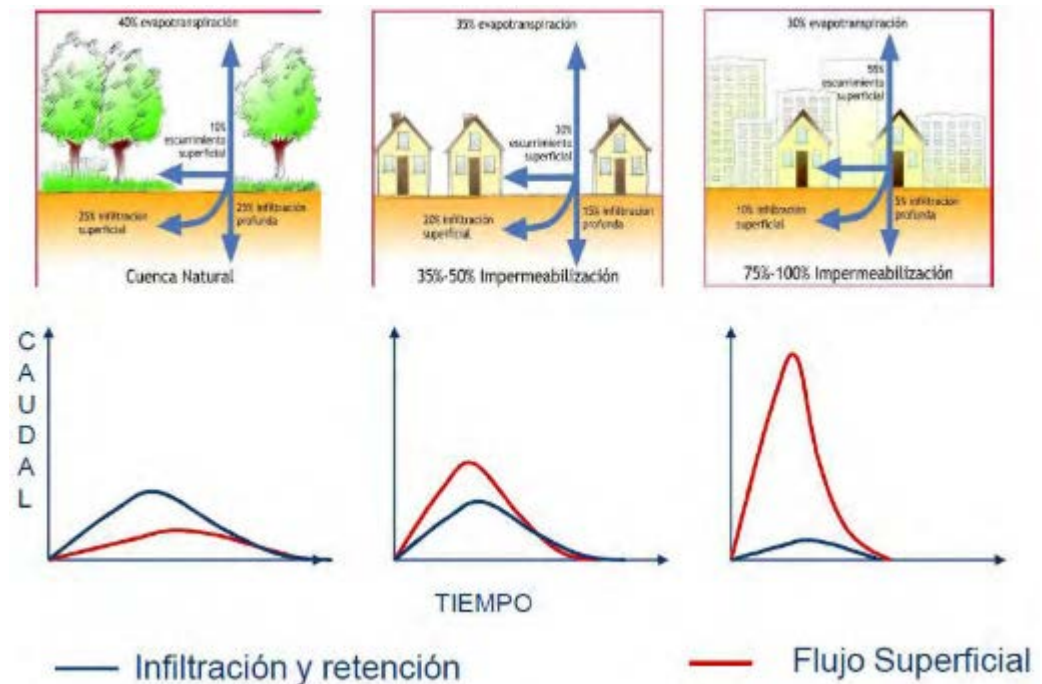 40% evapotranspiración
10%
escurrimiento
superficial
25% infiltración
superficial
25% infiltración
profunda
Cuenca Natural
35% evapotranspiración
30%
escurrimiento
superficial
20% infiltración
superficial
15% infiltracion
profunda
35%-50% Impermeabilización
30% evapotranspiración
55%
escurrimiento
superficial
10% infiltración
superficial
5% infiltración
profunda
75%-100% Impermeabilización
CAUDAL
TIEMPO
Infiltración y retención
Flujo Superficial